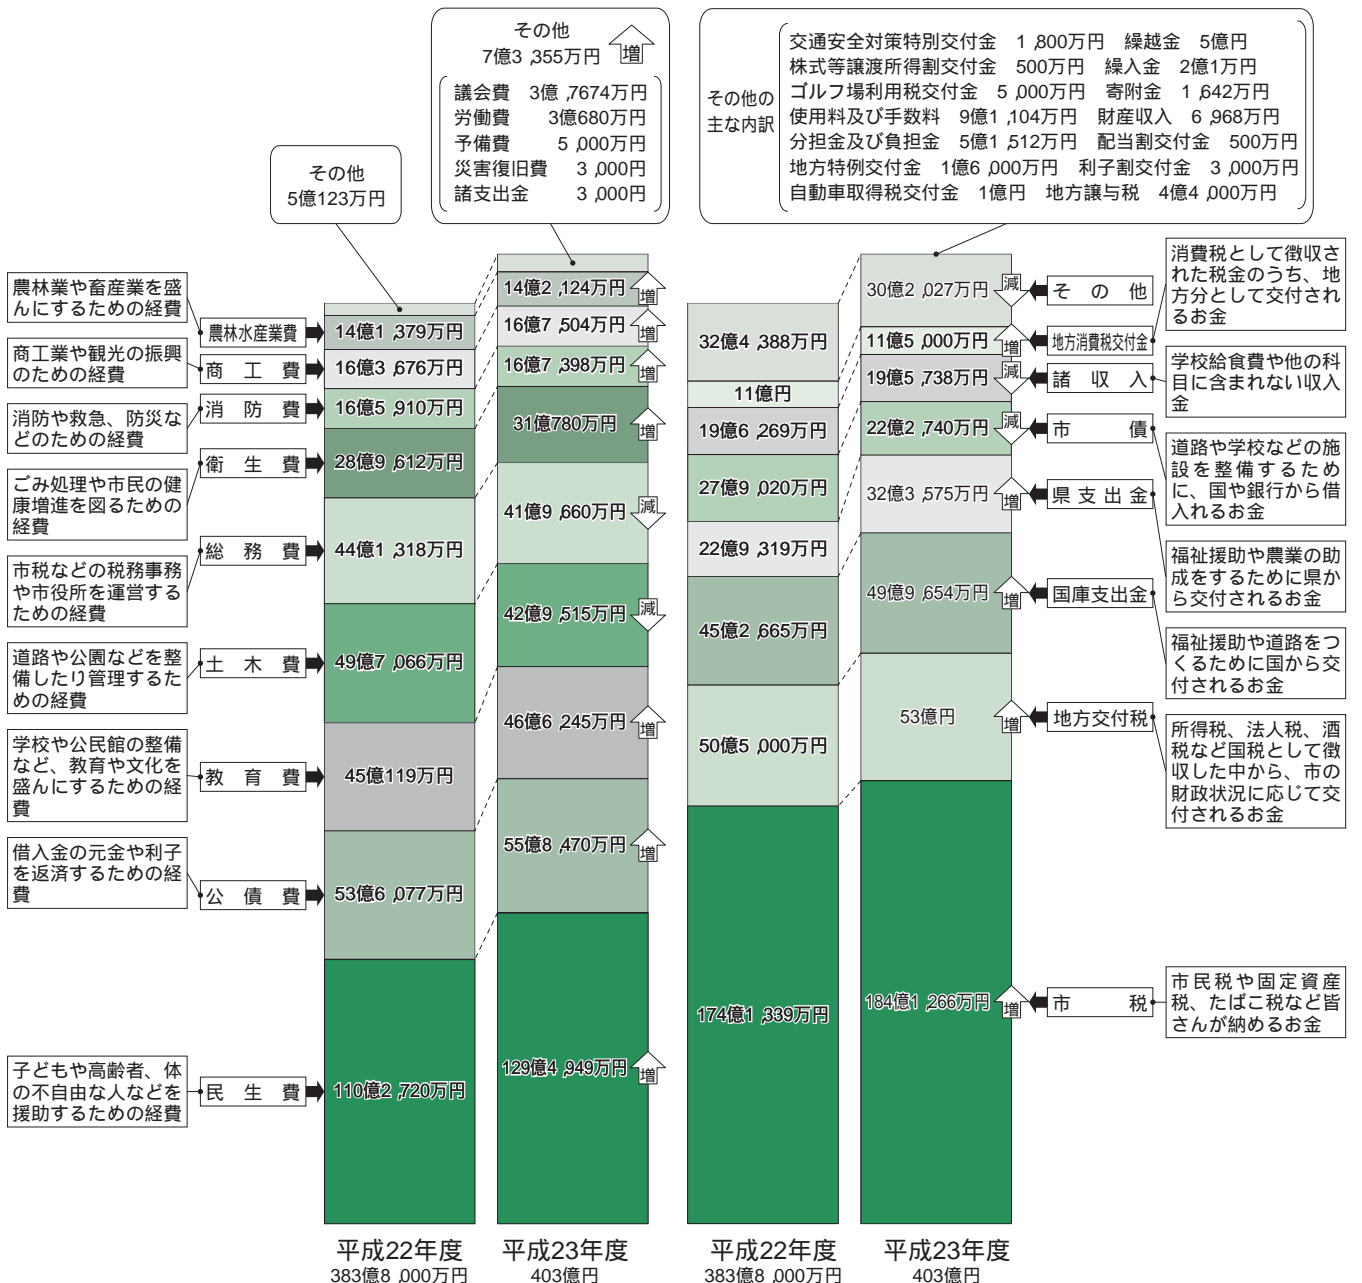 その他
7億3,355万円 増
議会費 3億,7674万円
労働費 3億680万円
予備費 5,000万円
災害復旧費 3,000円
諸支出金 3,000円
その他
5億123万円
その他の
主な内訳
交通安全対策特別交付金 1,800万円 繰越金 5億円
株式等譲渡所得割交付金 500万円 繰入金 2億1万円
ゴルフ場利用税交付金 5,000万円 寄附金 1,642万円
使用料及び手数料 9億1,104万円 財産収入 6,968万円
分担金及び負担金 5億1,512万円 配当割交付金 500万円
地方特例交付金 1億6,000万円 利子割交付金 3,000万円
自動車取得税交付金 1億円 地方譲与税 4億4,000万円
農林業や畜産業を盛
んにするための経費
農林水産業費
商工業や観光の振興
のための経費
商工費
消防や救急、防災な
どのための経費
消防費
ごみ処理や市民の健
康増進を図るための
経費
衛生費
市税などの税務事務
や市役所を運営する
ための経費
総務費
道路や公園などを整
備したり管理するた
めの経費
土木費
学校や公民館の整備
など、教育や文化を
盛んにするための経
費
教育費
借入金の元金や利子
を返済するための経
費
公債費
子どもや高齢者、体
の不自由な人などを
援助するための経費
民生費
14億1,379万円
16億3,676万円
16億5,910万円
28億9,612万円
44億1,318万円
49億7,066万円
45億119万円
53億6,077万円
110億2,720万円
平成22年度
383億8,000万円
14億2,124万円 増
16億7,504万円 増
16億7,398万円 増
31億780万円 増
41億9,660万円 減
42億9,515万円 減
46億6,245万円 増
55億8,470万円 増
129億4,949万円 増
平成23年度
403億円
32億4,388万円
11億円
19億6,269万円
27億9,020万円
22億9,319万円
45億2,665万円
50億5,000万円
174億1,339万円
平成22年度
383億8,000万円
30億2,027万円 減
11億5,000万円 増
19億5,738万円 減
22億2,740万円 減
32億3,575万円 増
49億9,654万円 増
53億円 増
184億1,266万円 増
平成23年度
403億円
その他
地方消費税交付金
消費税として徴収さ
れた税金のうち、地
方分として交付され
るお金
諸収入
学校給食費や他の科
目に含まれない収入
金
市債
道路や学校などの施
設を整備するため
に、国や銀行から借
入れるお金
県支出金
福祉援助や農業の助
成をするために県か
ら交付されるお金
国庫支出金
福祉援助や道路をつ
くるために国から交
付されるお金
地方交付税
所得税、法人税、酒
税など国税として徴
収した中から、市の
財政状況に応じて交
付されるお金
市税
市民税や固定資産
税、たばこ税など皆
さんが納めるお金